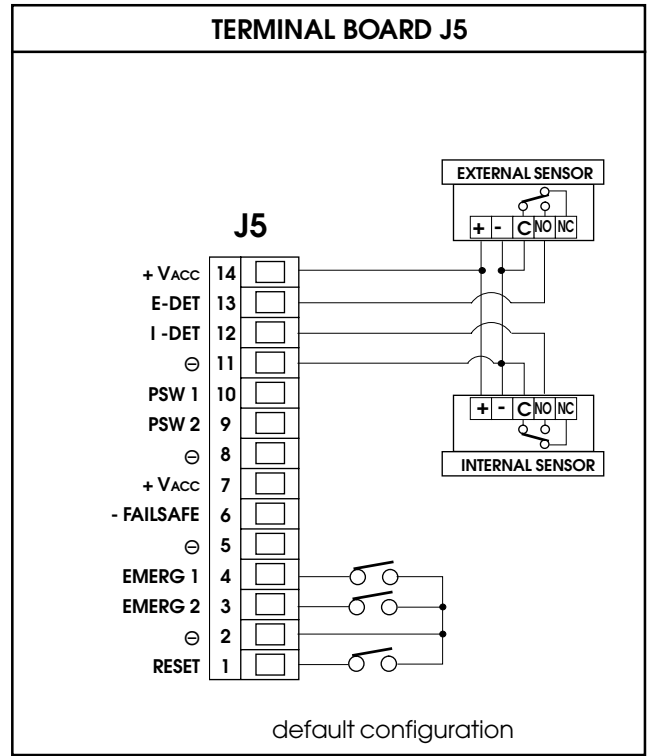 TERMINAL BOARD J5
EXTERNAL SENSOR
+ - C NO NC
J5
+ VACC 14
E-DET 13
I -DET 12
⊖ 11
PSW 1 10
PSW 2 9
⊖ 8
+ VACC 7
- FAILSAFE 6
⊖ 5
EMERG 1 4
EMERG 2 3
⊖ 2
RESET 1
+ - C NO NC
INTERNAL SENSOR
default configuration